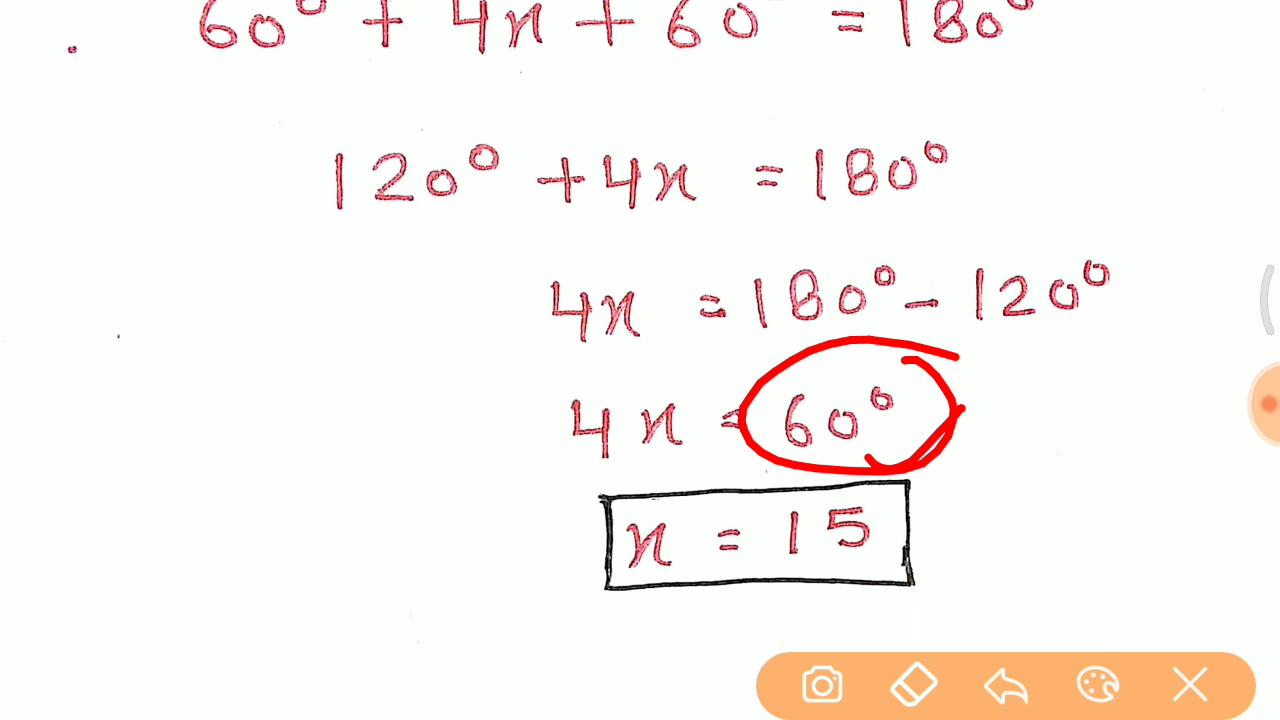 60° + 4x + 60° = 180°
120° + 4x = 180°
4x = 180° - 120°
4x = 60°
x = 15